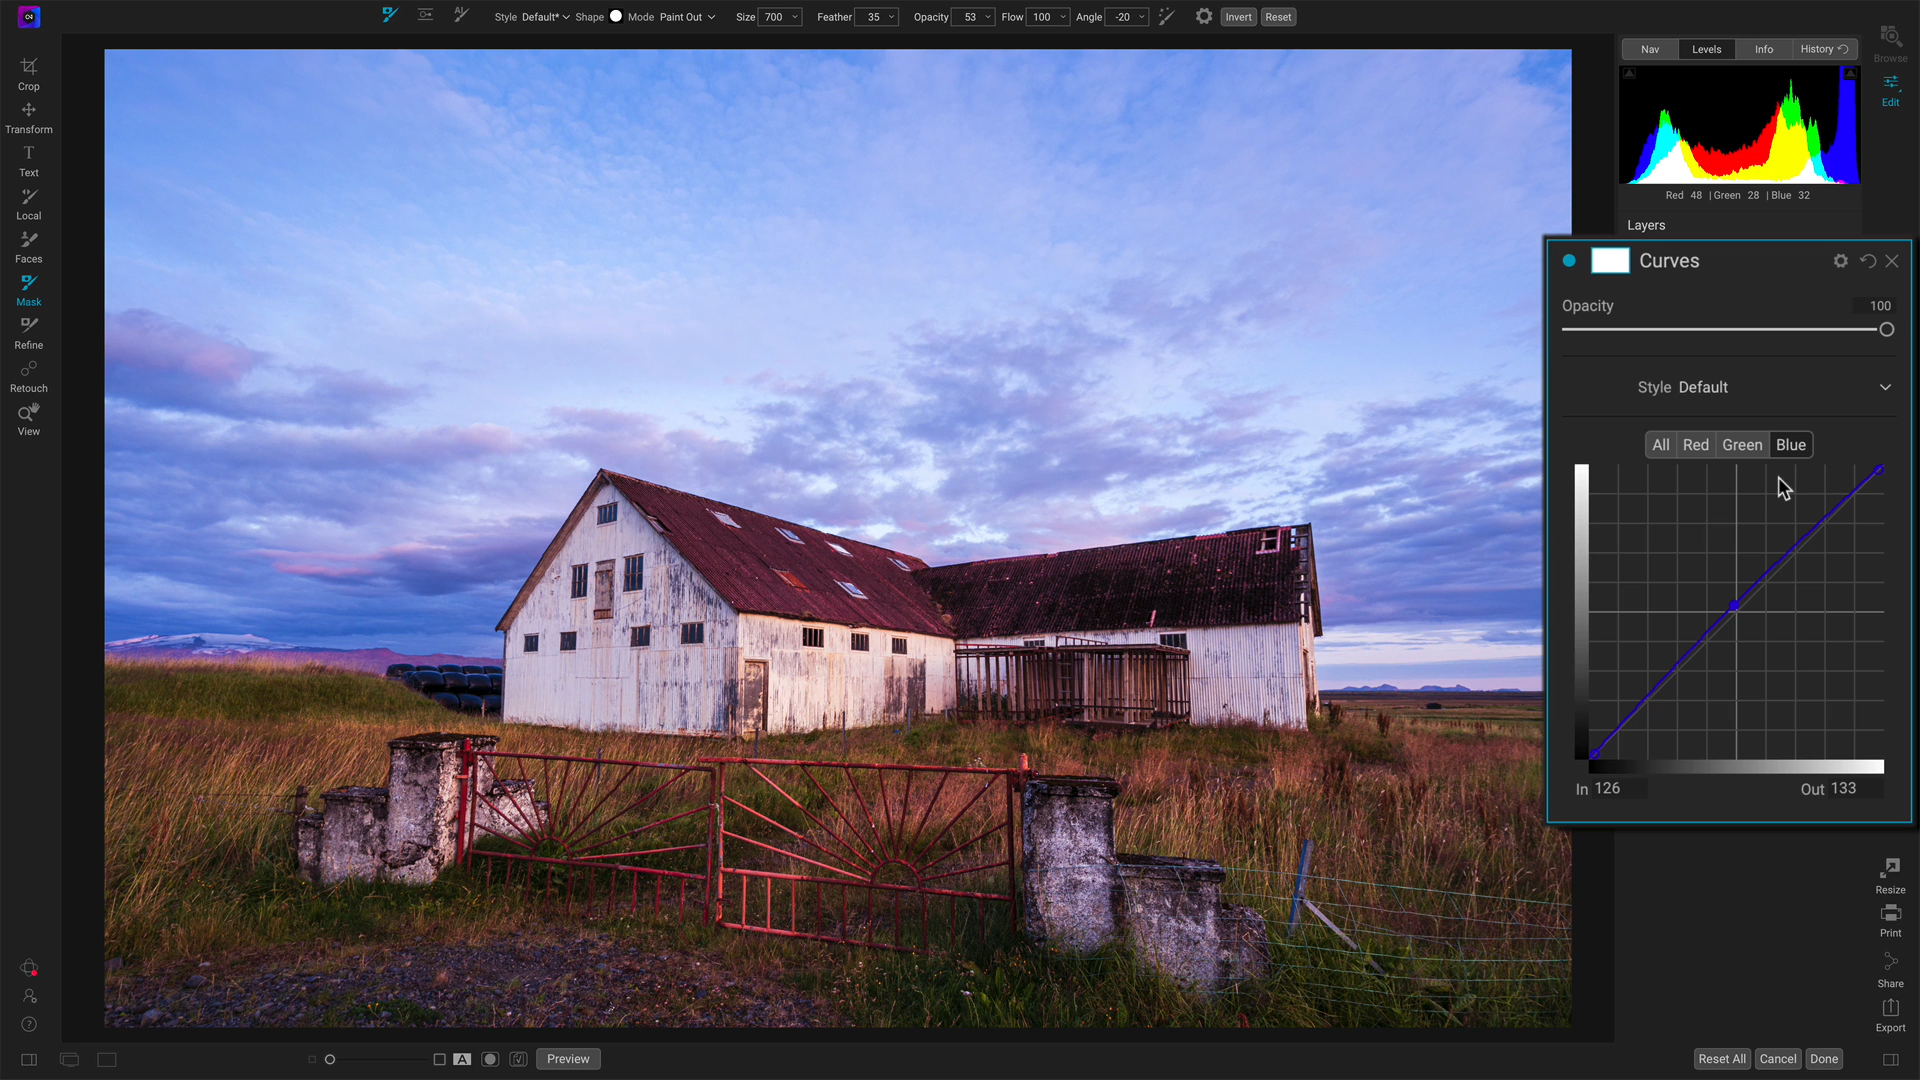 Style Default* Shape Mode Paint Out Size 700 Feather 35 Opacity 53 Flow 100 Angle -20 Invert Reset
Crop
Transform
Text
Local
Faces
Mask
Refine
Retouch
View
Nav Levels Info History
Red 48 | Green 28 | Blue 32
Layers
Browse
Edit
Curves
Opacity 100
Style Default
All Red Green Blue
In 126 Out 133
Resize
Print
Share
Export
A Preview
Reset All Cancel Done